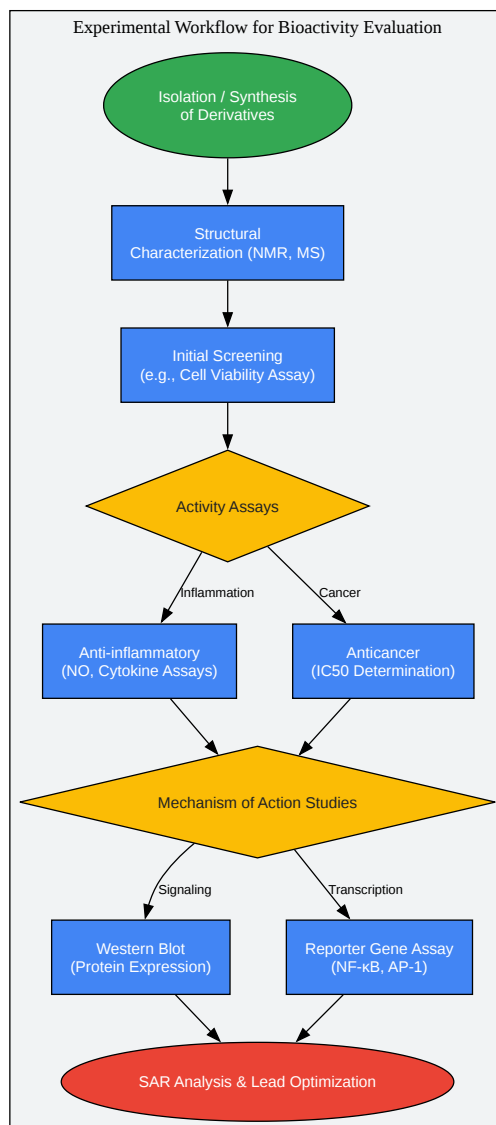 Experimental Workflow for Bioactivity Evaluation
Isolation / Synthesis
of Derivatives
Structural
Characterization (NMR, MS)
Initial Screening
(e.g., Cell Viability Assay)
Activity Assays
Inflammation
Cancer
Anti-inflammatory
(NO, Cytokine Assays)
Anticancer
(IC50 Determination)
Mechanism of Action Studies
Signaling
Transcription
Western Blot
(Protein Expression)
Reporter Gene Assay
(NF-κB, AP-1)
SAR Analysis & Lead Optimization